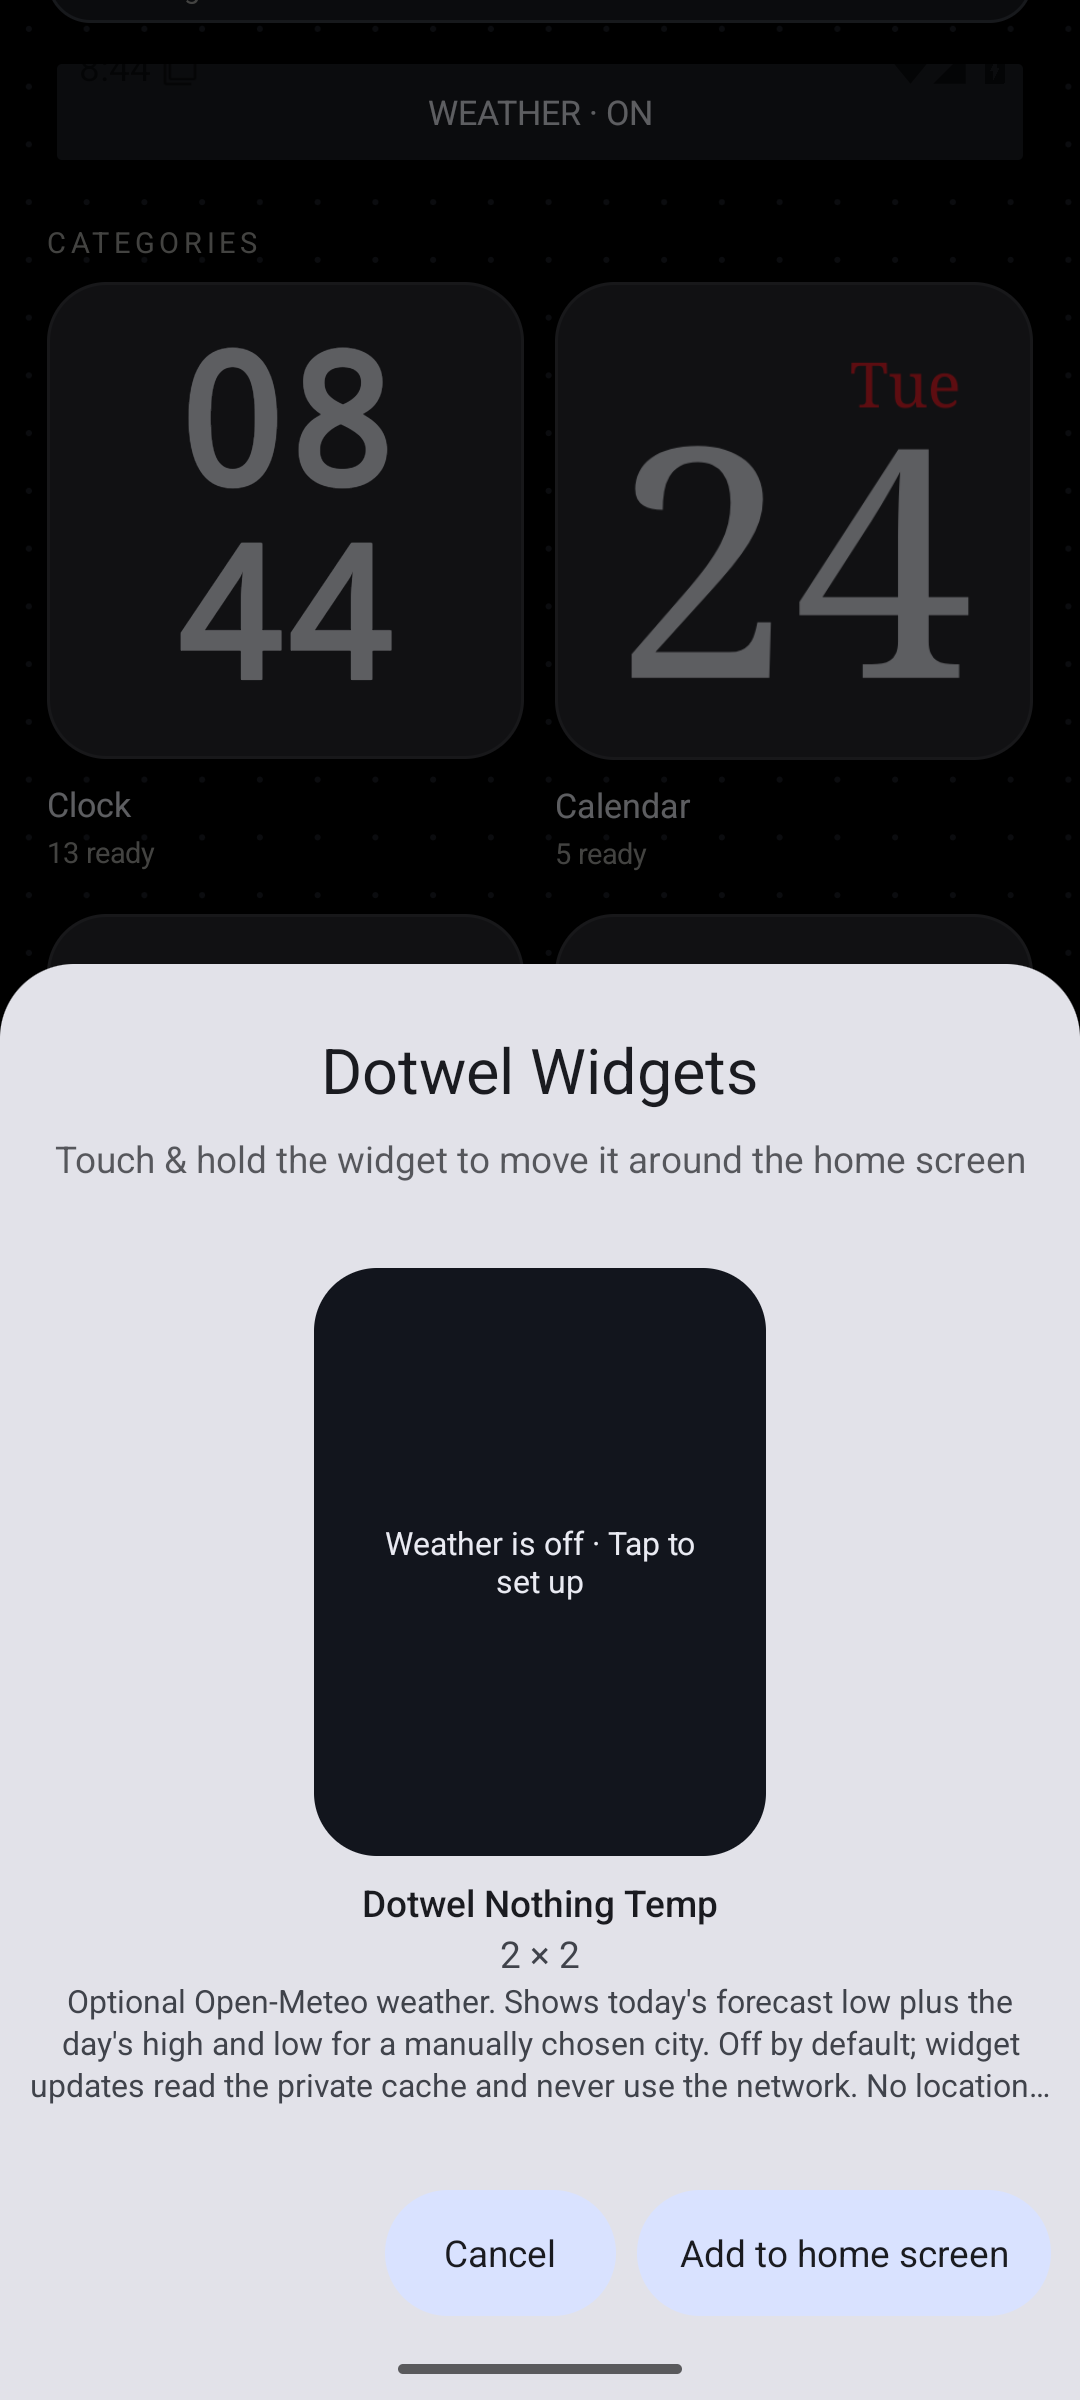 8:44
WEATHER · ON
CATEGORIES
08
44
Tue
24
Clock
13 ready
Calendar
5 ready
Dotwel Widgets
Touch & hold the widget to move it around the home screen
Weather is off · Tap to
set up
Dotwel Nothing Temp
2 × 2
Optional Open-Meteo weather. Shows today's forecast low plus the
day's high and low for a manually chosen city. Off by default; widget
updates read the private cache and never use the network. No location…
Cancel
Add to home screen